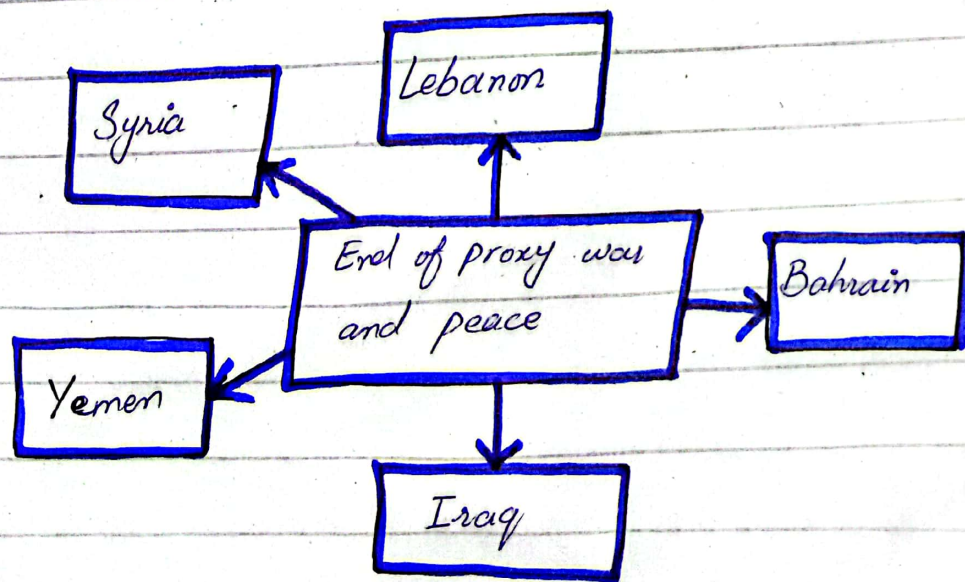 Lebanon
Syria
End of proxy war
and peace
Bahrain
Yemen
Iraq